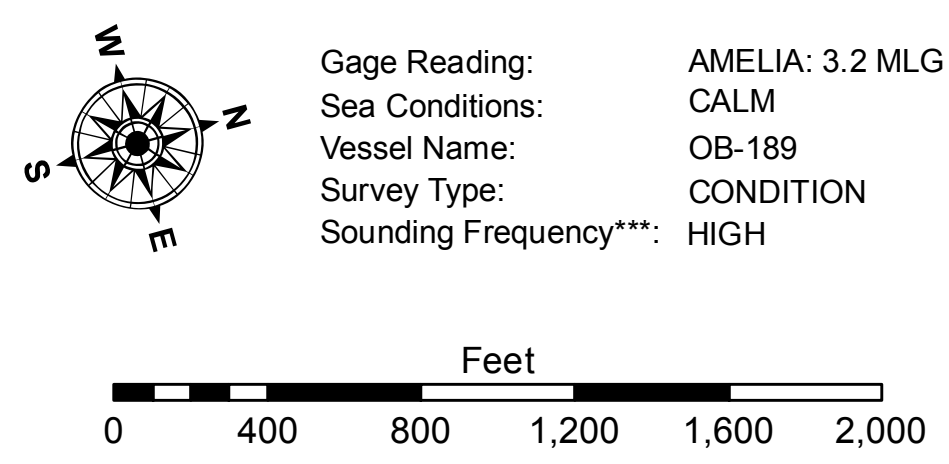 W
N
S
E
Gage Reading: AMELIA: 3.2 MLG
Sea Conditions: CALM
Vessel Name: OB-189
Survey Type: CONDITION
Sounding Frequency***: HIGH
Feet
0 400 800 1,200 1,600 2,000